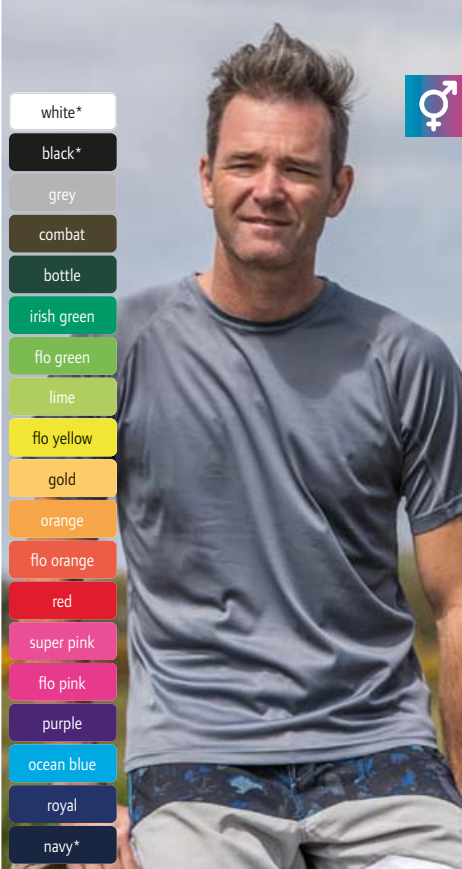 white*
black*
grey
combat
bottle
irish green
flo green
lime
flo yellow
gold
orange
flo orange
red
super pink
flo pink
purple
ocean blue
royal
navy*